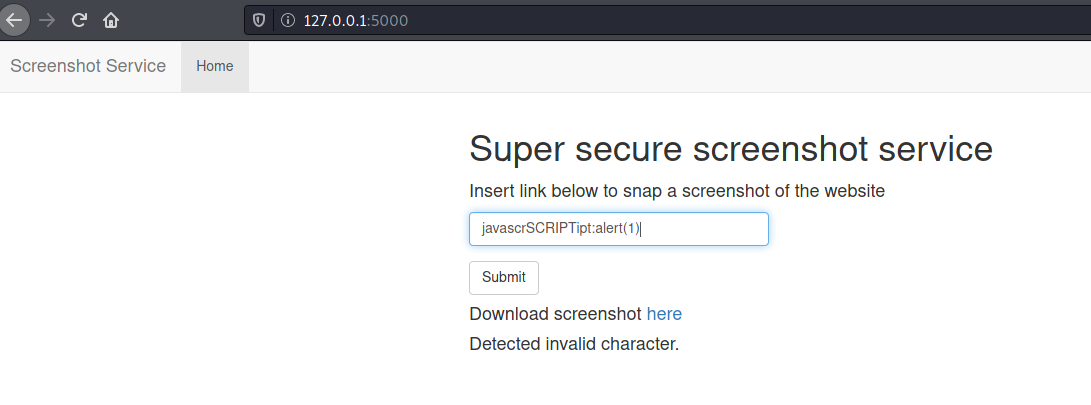 127.0.0.1:5000
Screenshot Service Home
Super secure screenshot service
Insert link below to snap a screenshot of the website
javascrSCRIPTipt:alert(1)
Submit
Download screenshot here
Detected invalid character.